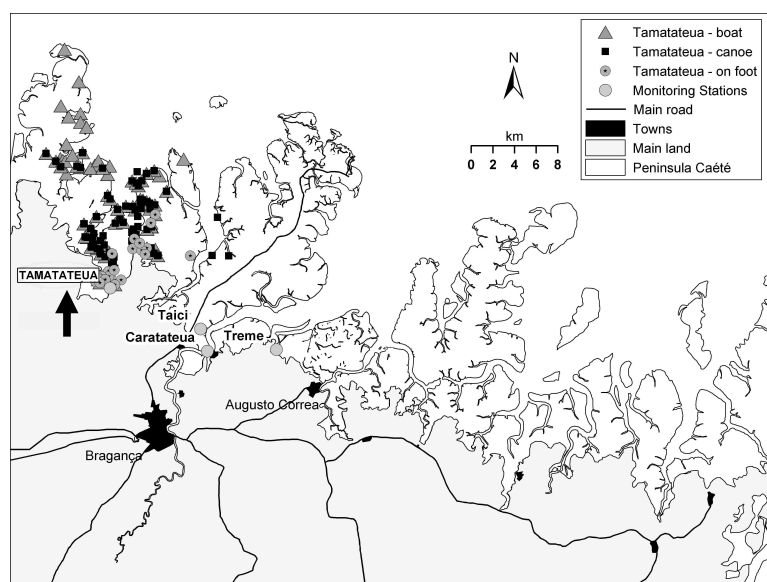 Tamatateua - boat
Tamatateua - canoe
Tamatateua - on foot
Monitoring Stations
Main road
Towns
Main land
Peninsula Caété
N
km
0 2 4 6 8
TAMATATEUA
Taici
Caratateua
Treme
Augusto Correa
Bragança